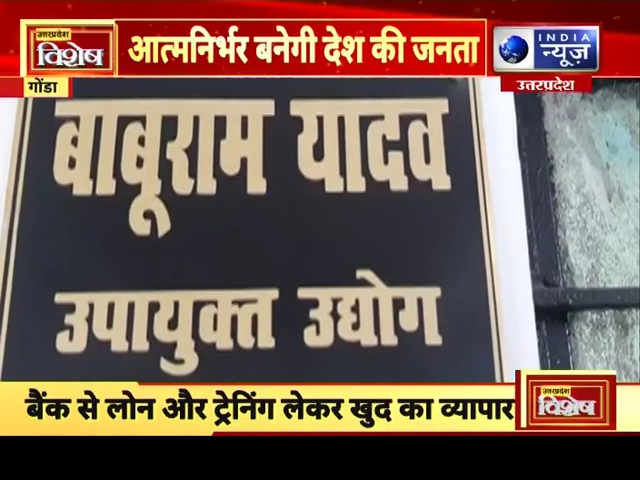 उत्तरप्रदेश
विशेष
आत्मनिर्भर बनेगी देश की जनता
INDIA
न्यूज़
उत्तरप्रदेश
गोंडा
बाबूराम यादव
उपायुक्त उद्योग
बैंक से लोन और ट्रेनिंग लेकर खुद का व्यापार
उत्तरप्रदेश
विशेष